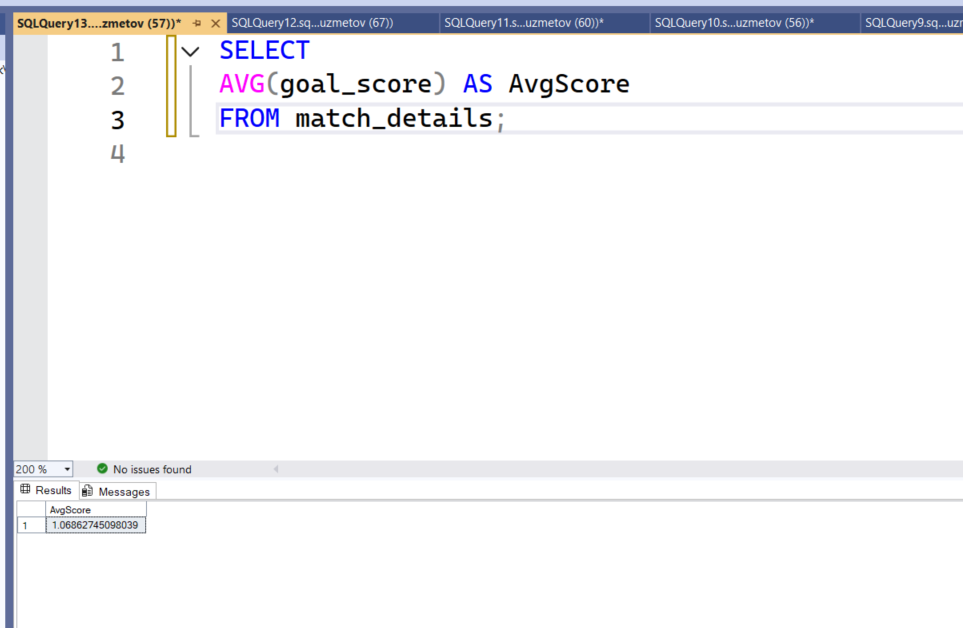 SQLQuery13....zmetov (57))*
SQLQuery12.sq...uzmetov (67))
SQLQuery11.s...uzmetov (60))*
SQLQuery10.s...uzmetov (56))*
SQLQuery9.sq...uzr
1 SELECT
2 AVG(goal_score) AS AvgScore
3 FROM match_details;
4
200 %
No issues found
Results
Messages
AvgScore
1 1.06862745098039